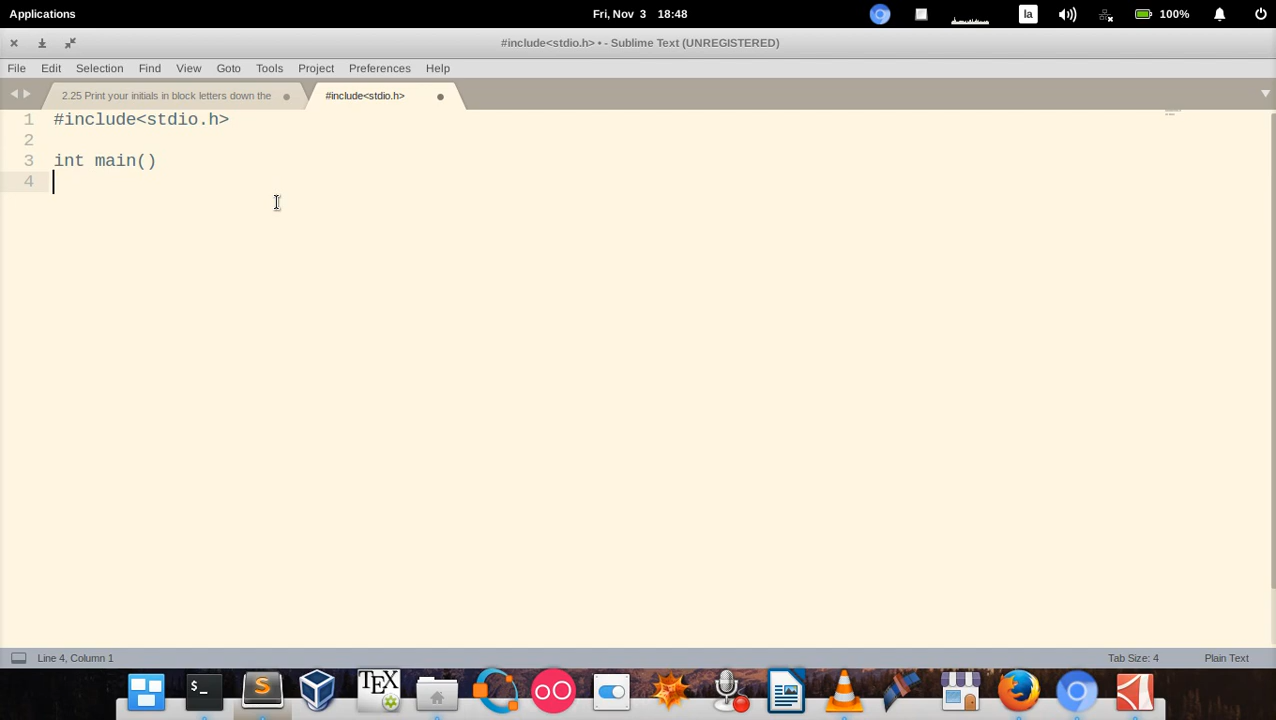 Applications Fri, Nov 3 18:48 la 100%
#include<stdio.h> • - Sublime Text (UNREGISTERED)
File Edit Selection Find View Goto Tools Project Preferences Help
2.25 Print your initials in block letters down the #include<stdio.h>
1 #include<stdio.h>
2
3 int main()
4
Line 4, Column 1 Tab Size: 4 Plain Text
>_ S TEX